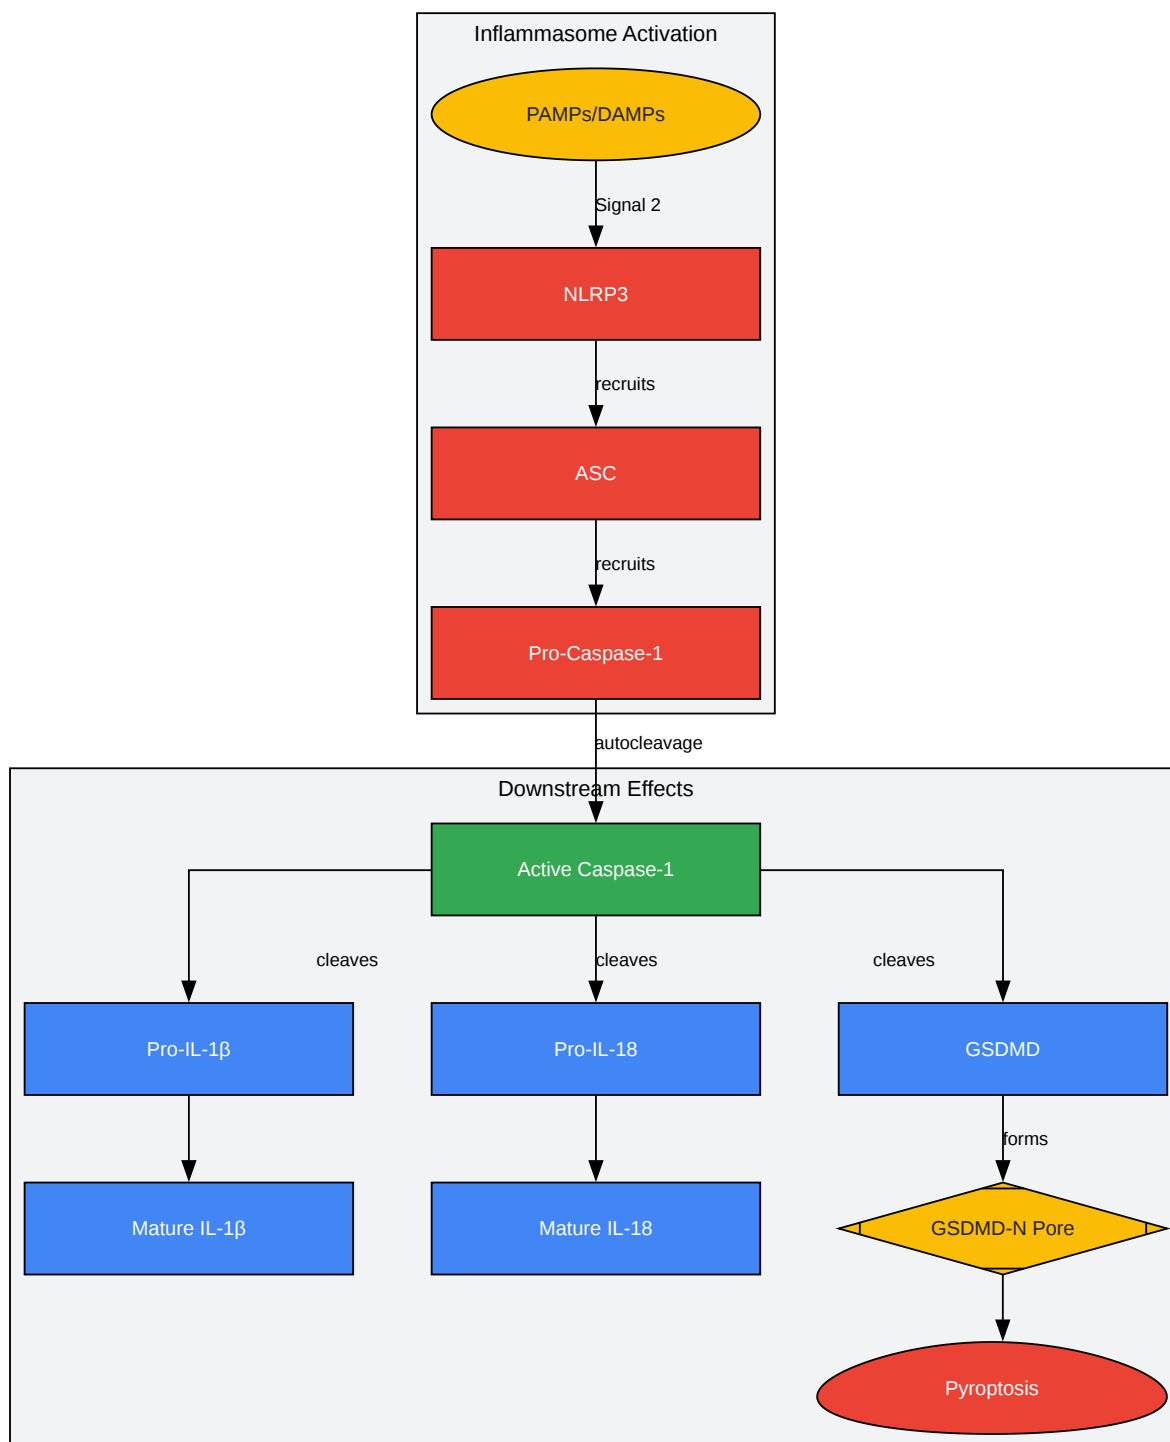 Inflammasome Activation
PAMPs/DAMPs
Signal 2
NLRP3
recruits
ASC
recruits
Pro-Caspase-1
autocleavage
Downstream Effects
Active Caspase-1
cleaves
cleaves
cleaves
Pro-IL-1β
Pro-IL-18
GSDMD
forms
Mature IL-1β
Mature IL-18
GSDMD-N Pore
Pyroptosis